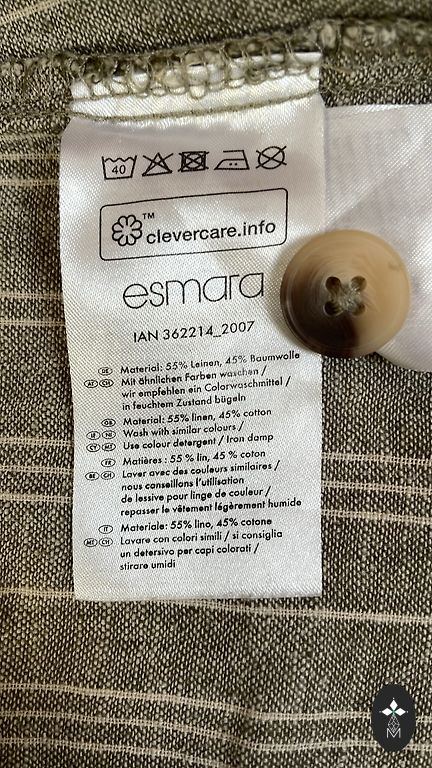 40
TM
clevercare.info
esmara
IAN 362214_2007
DE Material: 55% Leinen, 45% Baumwolle
AT CH Mit ähnlichen Farben waschen /
wir empfehlen ein Colorwaschmittel /
in feuchtem Zustand bügeln
GB Material: 55% linen, 45% cotton
IE NI Wash with similar colours /
CY MT Use colour detergent / Iron damp
FR Matières : 55 % lin, 45 % coton
BE CH Laver avec des couleurs similaires /
nous conseillons l'utilisation
de lessive pour linge de couleur /
repasser le vêtement légèrement humide
IT Materiale: 55% lino, 45% cotone
MT CH Lavare con colori simili / si consiglia
un detersivo per capi colorati /
stirare umidi